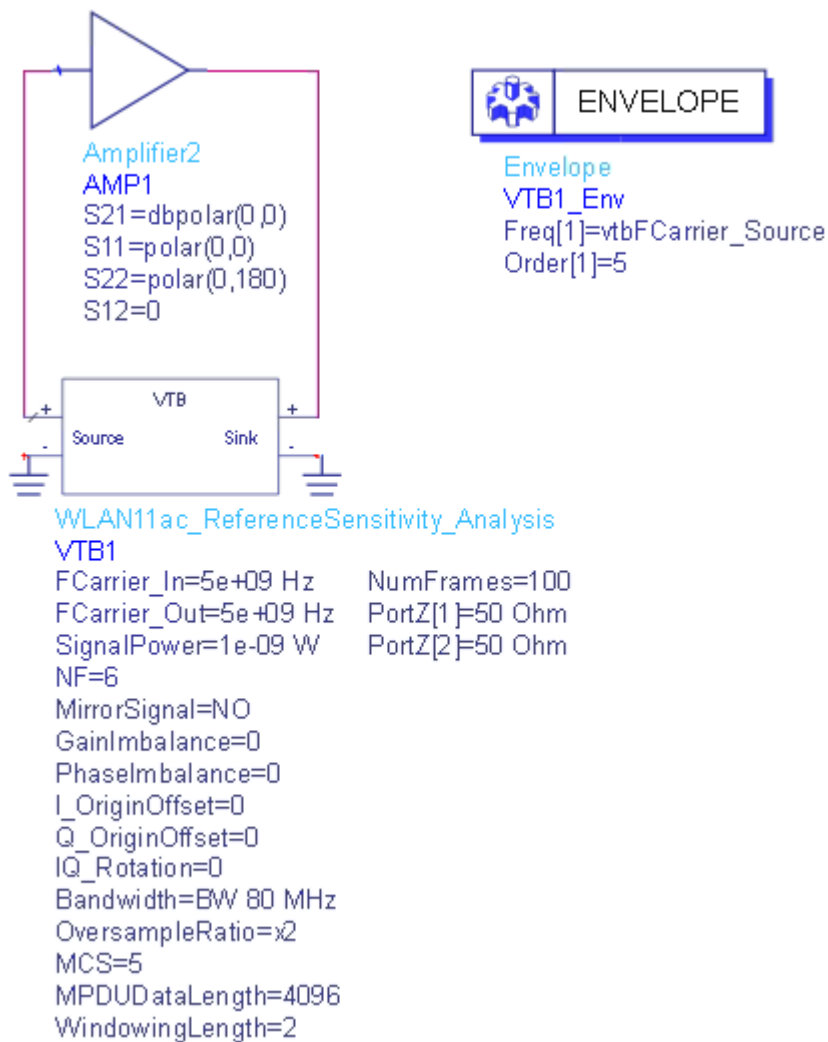 ENVELOPE
Amplifier2
AMP1
S21=dbpolar(0,0)
S11=polar(0,0)
S22=polar(0,180)
S12=0
Envelope
VTB1_Env
Freq[1]=vtbFCarrier_Source
Order[1]=5
VTB
+ +
Source Sink
- -
WLAN11ac_ReferenceSensitivity_Analysis
VTB1
FCarrier_In=5e+09 Hz NumFrames=100
FCarrier_Out=5e+09 Hz PortZ[1]=50 Ohm
SignalPower=1e-09 W PortZ[2]=50 Ohm
NF=6
MirrorSignal=NO
GainImbalance=0
PhaseImbalance=0
I_OriginOffset=0
Q_OriginOffset=0
IQ_Rotation=0
Bandwidth=BW 80 MHz
OversampleRatio=x2
MCS=5
MPDUDataLength=4096
WindowingLength=2